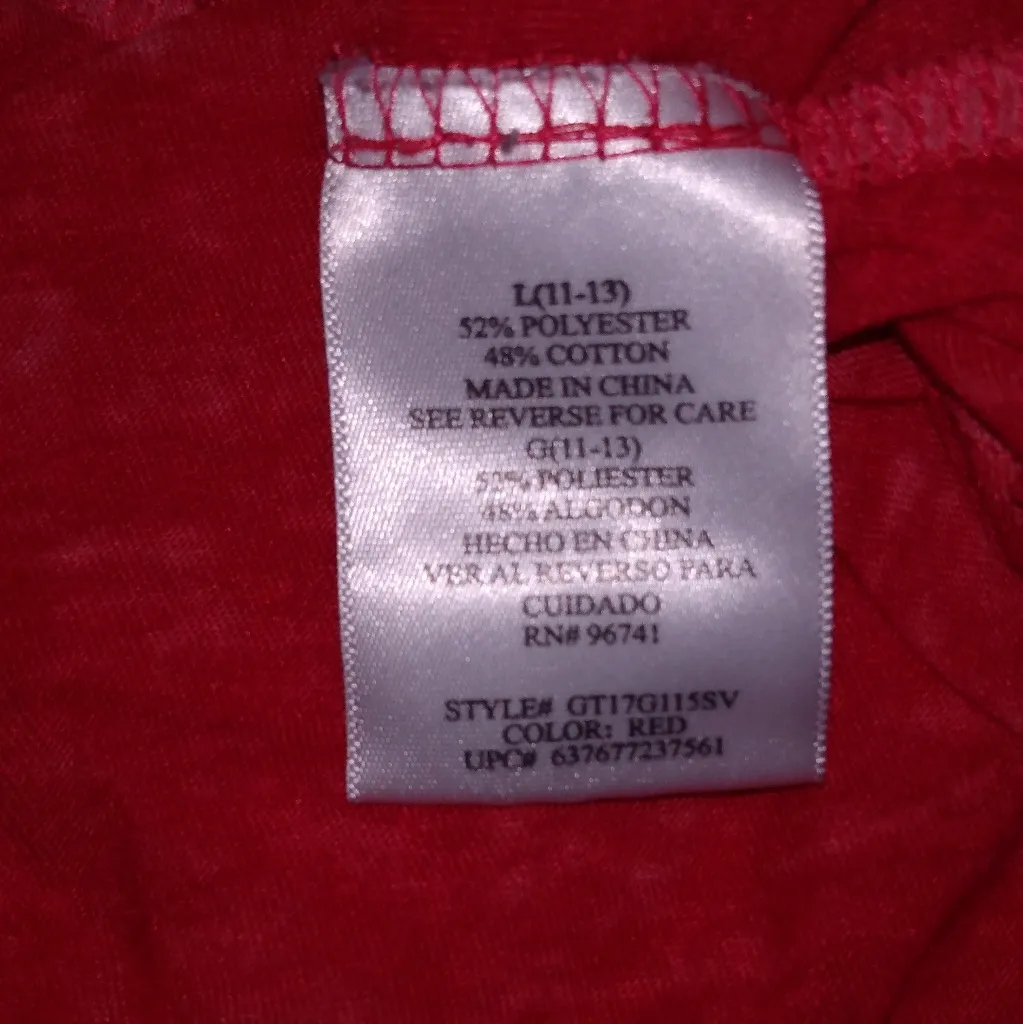 L(11-13)
52% POLYESTER
48% COTTON
MADE IN CHINA
SEE REVERSE FOR CARE
G(11-13)
52% POLIESTER
48% ALGODON
HECHO EN CHINA
VER AL REVERSO PARA
CUIDADO
RN# 96741
STYLE# GT17G115SV
COLOR: RED
UPC# 637677237561